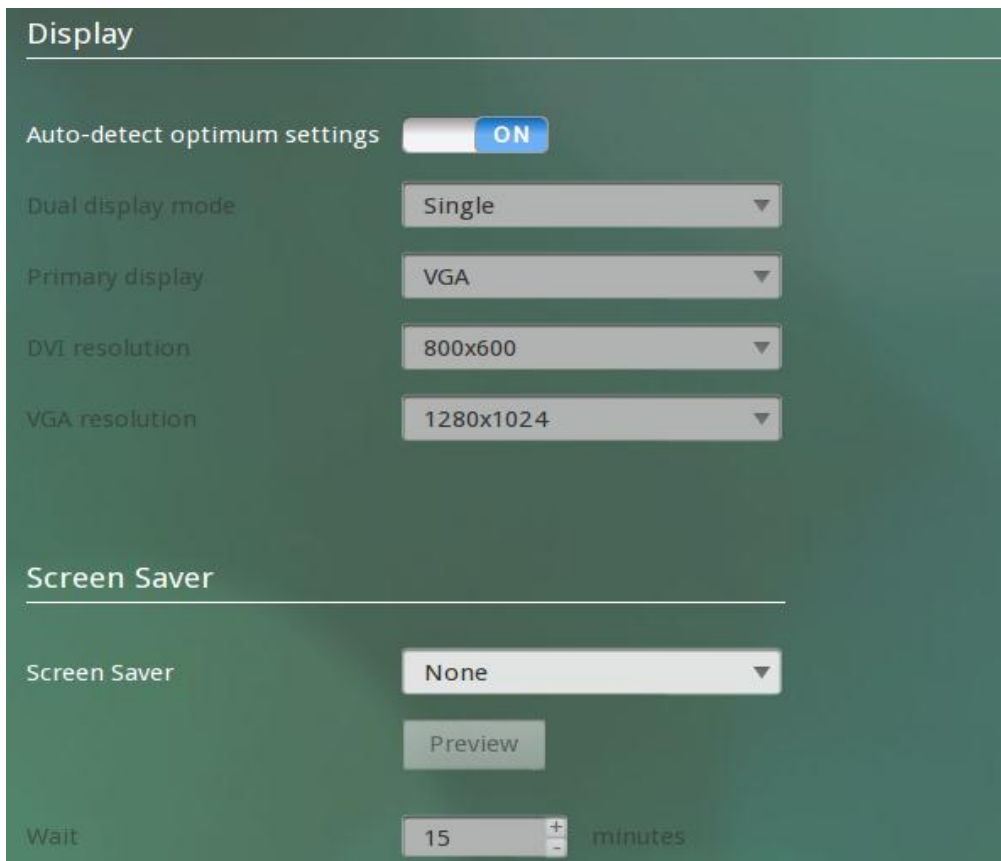 Display
Auto-detect optimum settings ON
Dual display mode Single
Primary display VGA
DVI resolution 800x600
VGA resolution 1280x1024
Screen Saver
Screen Saver None
Preview
Wait 15 + - minutes